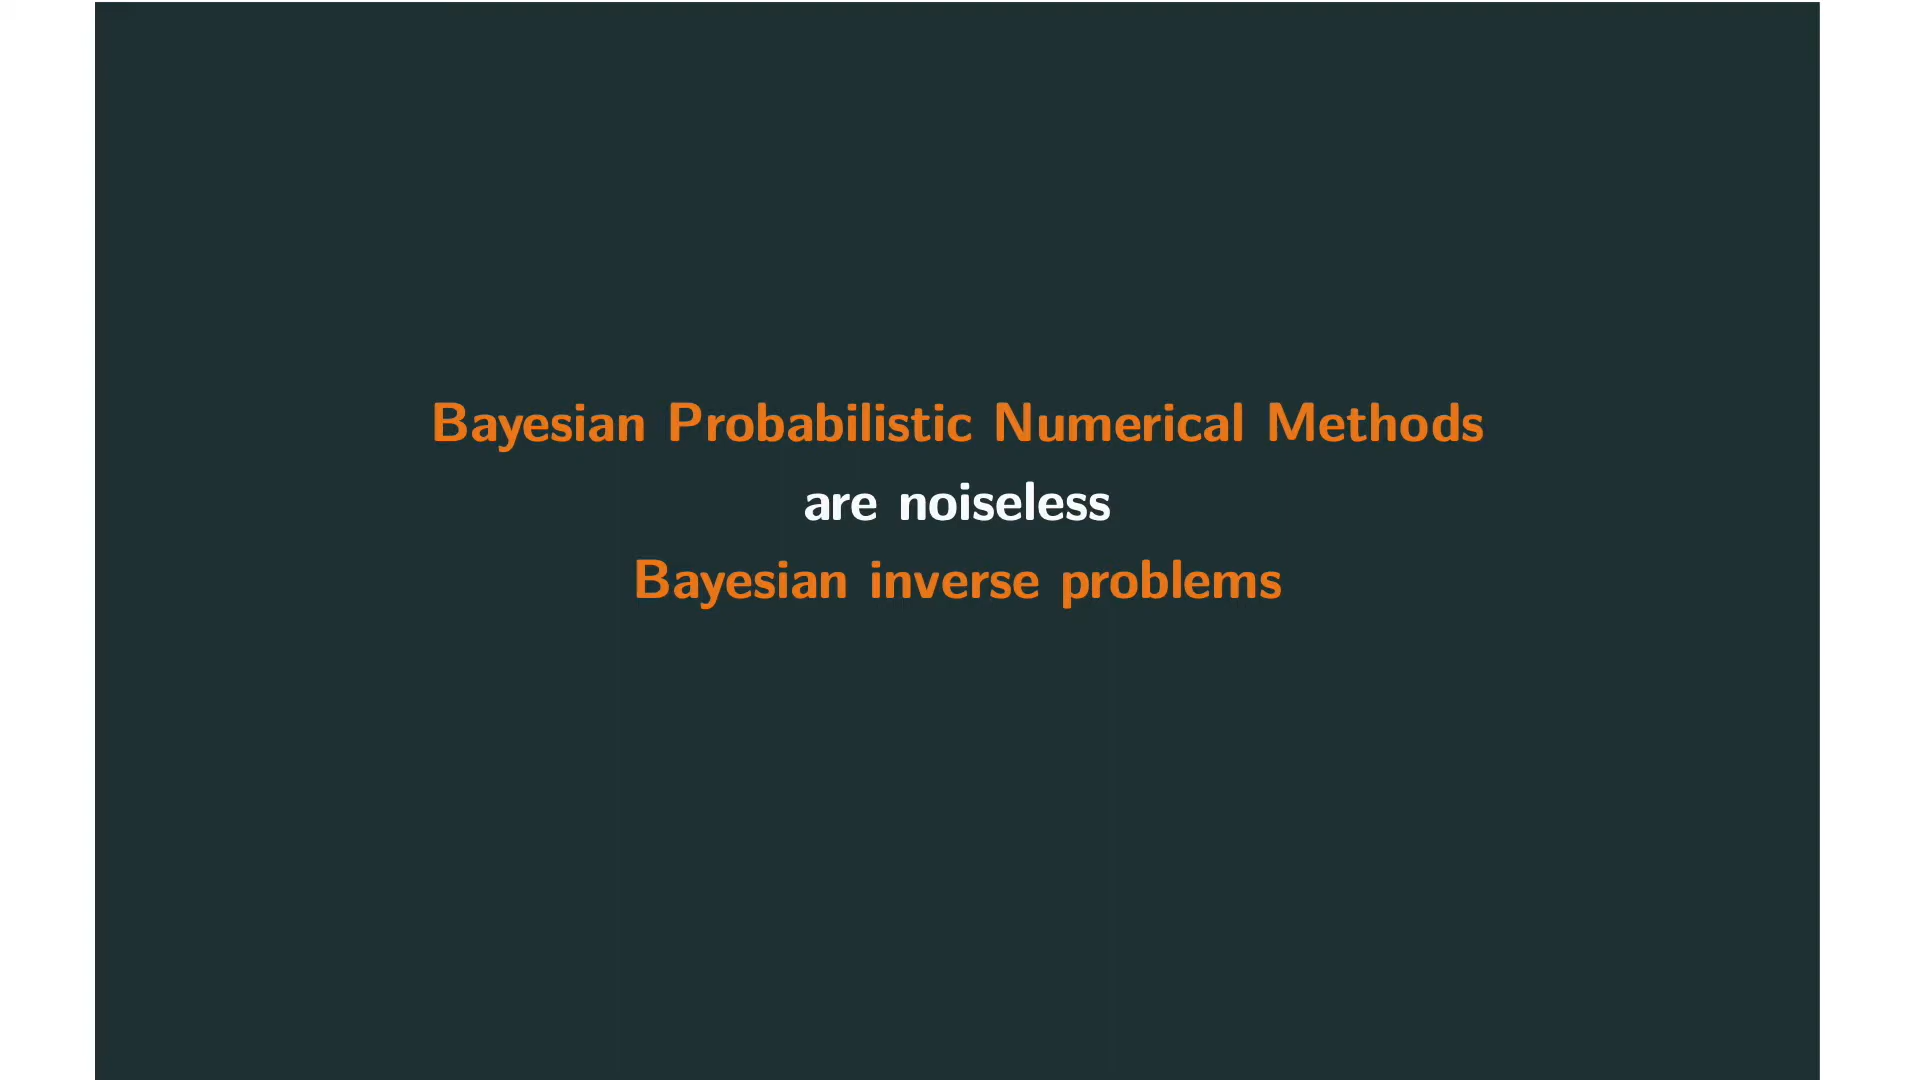 Bayesian Probabilistic Numerical Methods
are noiseless
Bayesian inverse problems